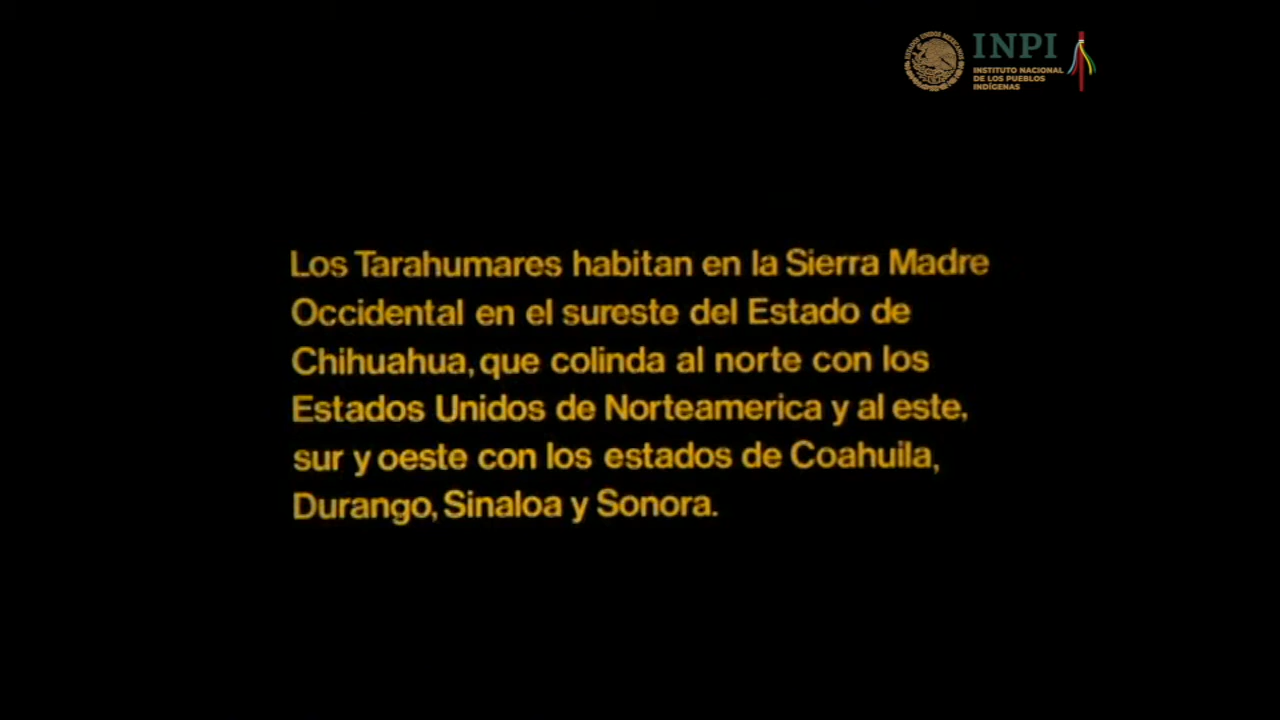 INPI
INSTITUTO NACIONAL
DE LOS PUEBLOS
INDÍGENAS
Los Tarahumares habitan en la Sierra Madre
Occidental en el sureste del Estado de
Chihuahua, que colinda al norte con los
Estados Unidos de Norteamerica y al este,
sur y oeste con los estados de Coahuila,
Durango, Sinaloa y Sonora.